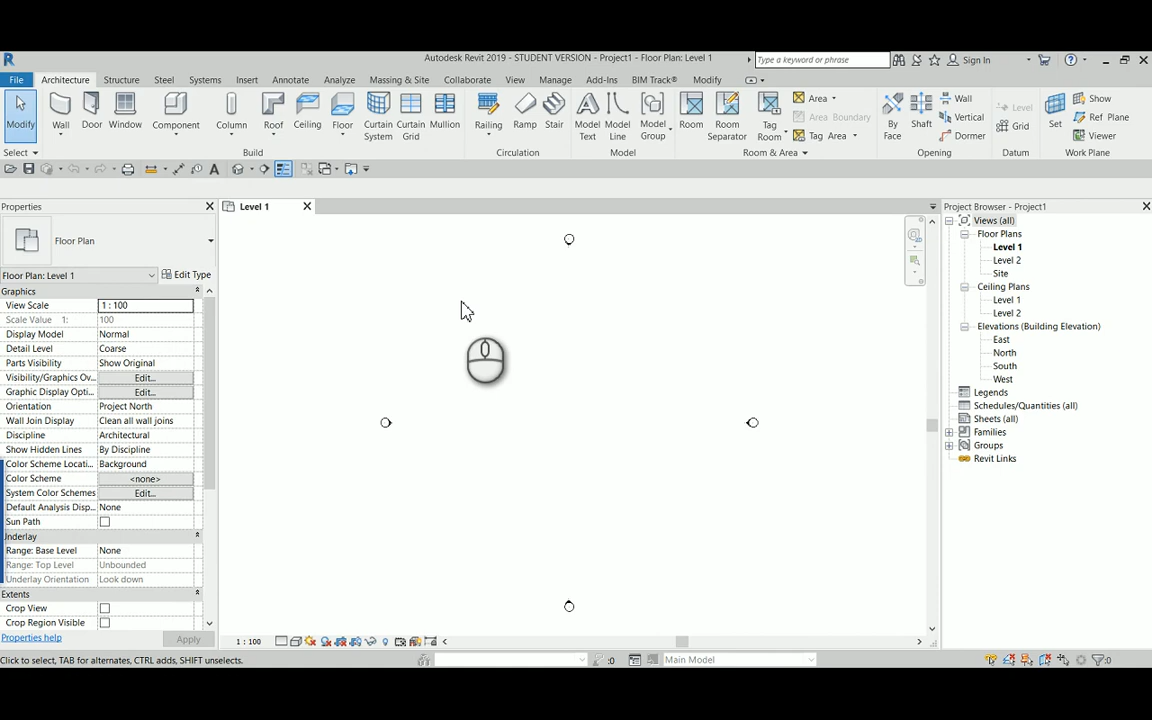 Autodesk Revit 2019 - STUDENT VERSION - Project1 - Floor Plan: Level 1
Type a keyword or phrase
Sign In
File Architecture Structure Steel Systems Insert Annotate Analyze Massing & Site Collaborate View Manage Add-Ins BIM Track® Modify
Modify Wall Door Window Component Column Roof Ceiling Floor Curtain System Curtain Grid Mullion Railing Ramp Stair Model Text Model Line Model Group Room Room Separator Tag Room
Area
Area Boundary
Tag Area
By Face Shaft
Wall
Vertical
Dormer
Level
Grid
Set
Show
Ref Plane
Viewer
Select Build Circulation Model Room & Area Opening Datum Work Plane
Properties
Floor Plan
Floor Plan: Level 1 Edit Type
Graphics
View Scale 1 : 100
Scale Value 1: 100
Display Model Normal
Detail Level Coarse
Parts Visibility Show Original
Visibility/Graphics Ov... Edit...
Graphic Display Opti... Edit...
Orientation Project North
Wall Join Display Clean all wall joins
Discipline Architectural
Show Hidden Lines By Discipline
Color Scheme Locati... Background
Color Scheme <none>
System Color Schemes Edit...
Default Analysis Disp... None
Sun Path
Underlay
Range: Base Level None
Range: Top Level Unbounded
Underlay Orientation Look down
Extents
Crop View
Crop Region Visible
Properties help Apply
Level 1
1 : 100
Project Browser - Project1
Views (all)
Floor Plans
Level 1
Level 2
Site
Ceiling Plans
Level 1
Level 2
Elevations (Building Elevation)
East
North
South
West
Legends
Schedules/Quantities (all)
Sheets (all)
Families
Groups
Revit Links
Click to select, TAB for alternates, CTRL adds, SHIFT unselects. :0 Main Model :0